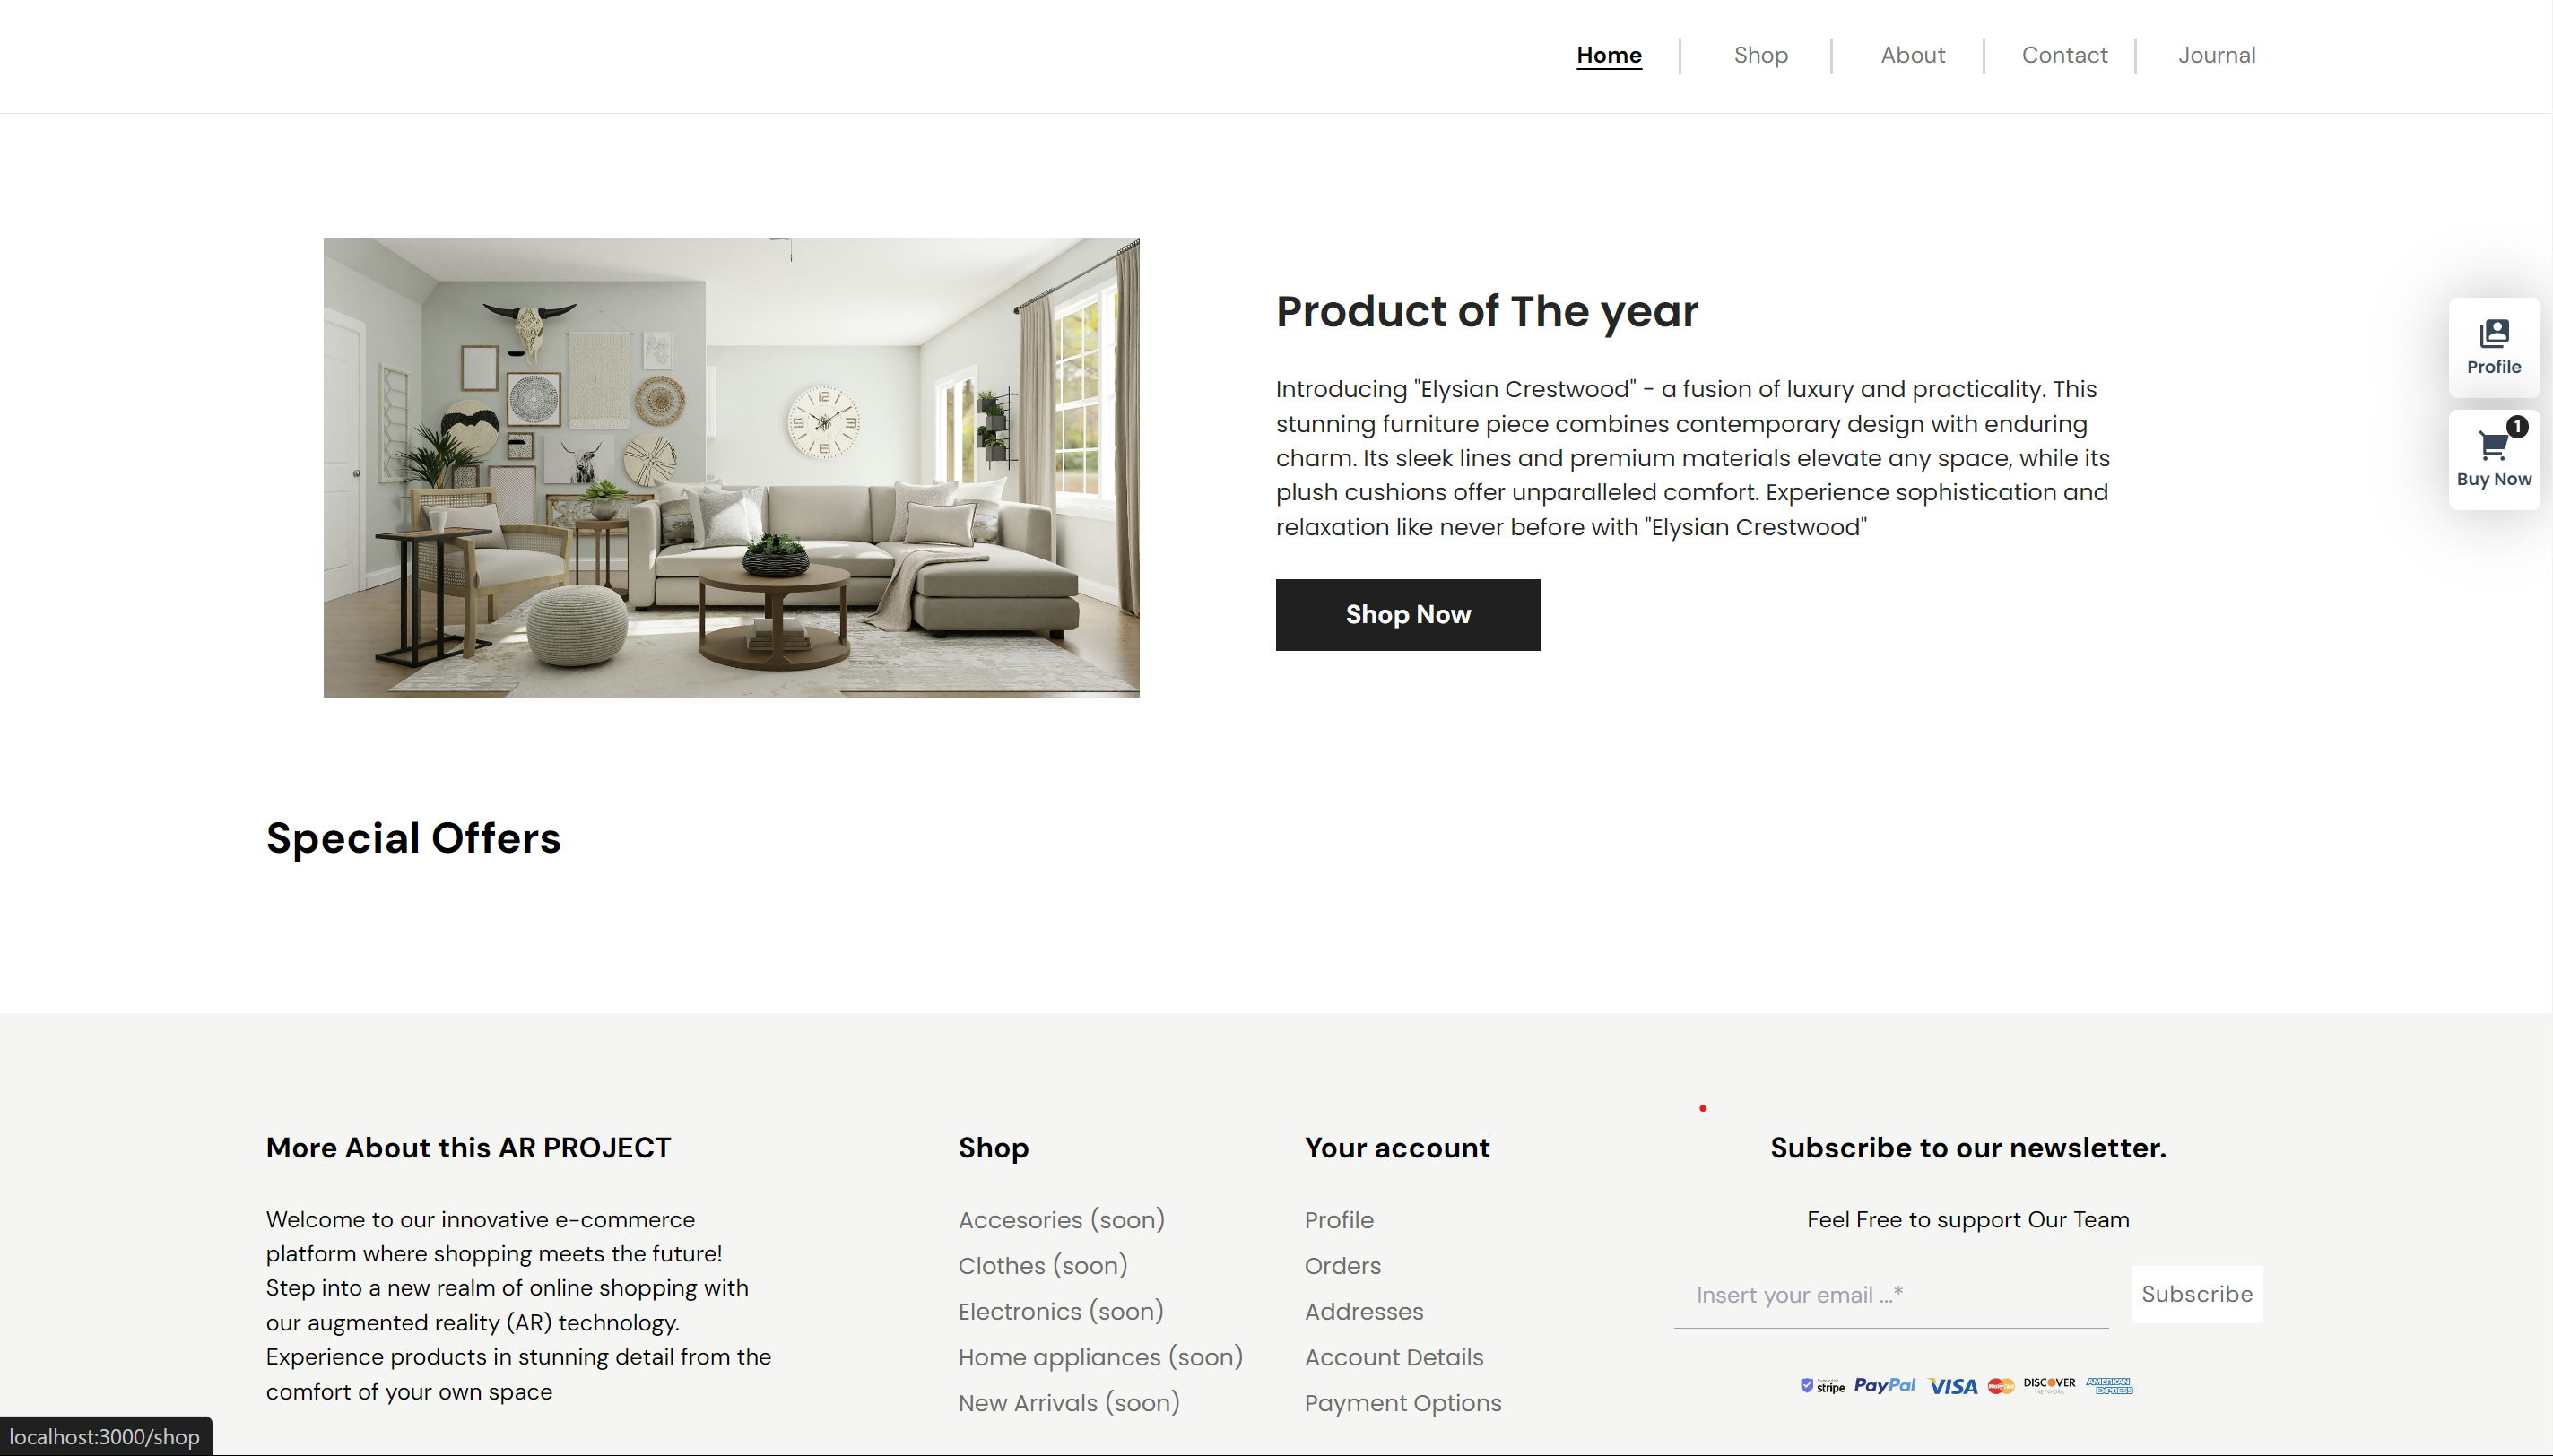 Home
Shop
About
Contact
Journal
Product of The year
Introducing "Elysian Crestwood" - a fusion of luxury and practicality. This
stunning furniture piece combines contemporary design with enduring
charm. Its sleek lines and premium materials elevate any space, while its
plush cushions offer unparalleled comfort. Experience sophistication and
relaxation like never before with "Elysian Crestwood"
Shop Now
Profile
1
Buy Now
Special Offers
More About this AR PROJECT
Welcome to our innovative e-commerce
platform where shopping meets the future!
Step into a new realm of online shopping with
our augmented reality (AR) technology.
Experience products in stunning detail from the
comfort of your own space
Shop
Accesories (soon)
Clothes (soon)
Electronics (soon)
Home appliances (soon)
New Arrivals (soon)
Your account
Profile
Orders
Addresses
Account Details
Payment Options
Subscribe to our newsletter.
Feel Free to support Our Team
Insert your email ...*
Subscribe
stripe
PayPal
VISA
MasterCard
DISCOVER
NETWORK
AMERICAN
EXPRESS
localhost:3000/shop